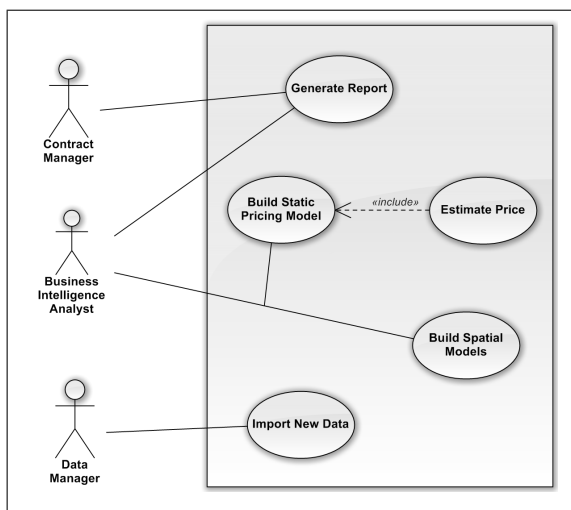 Generate Report
Contract
Manager
Build Static
Pricing Model
«include»
Estimate Price
Business
Intelligence
Analyst
Build Spatial
Models
Import New Data
Data
Manager